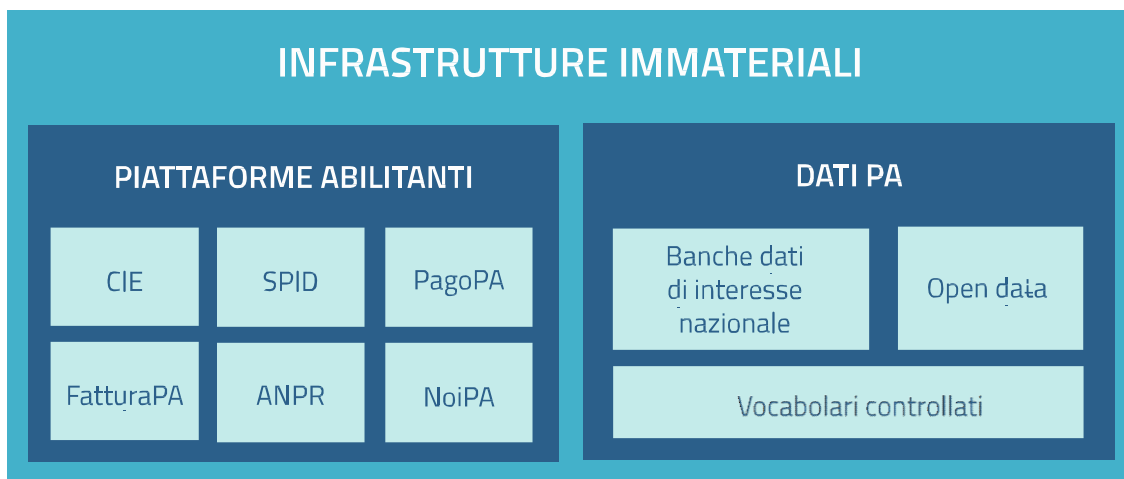 INFRASTRUTTURE IMMATERIALI
PIATTAFORME ABILITANTI
CIE
SPID
PagoPA
FatturaPA
ANPR
NoiPA
DATI PA
Banche dati
di interesse
nazionale
Open data
Vocabolari controllati